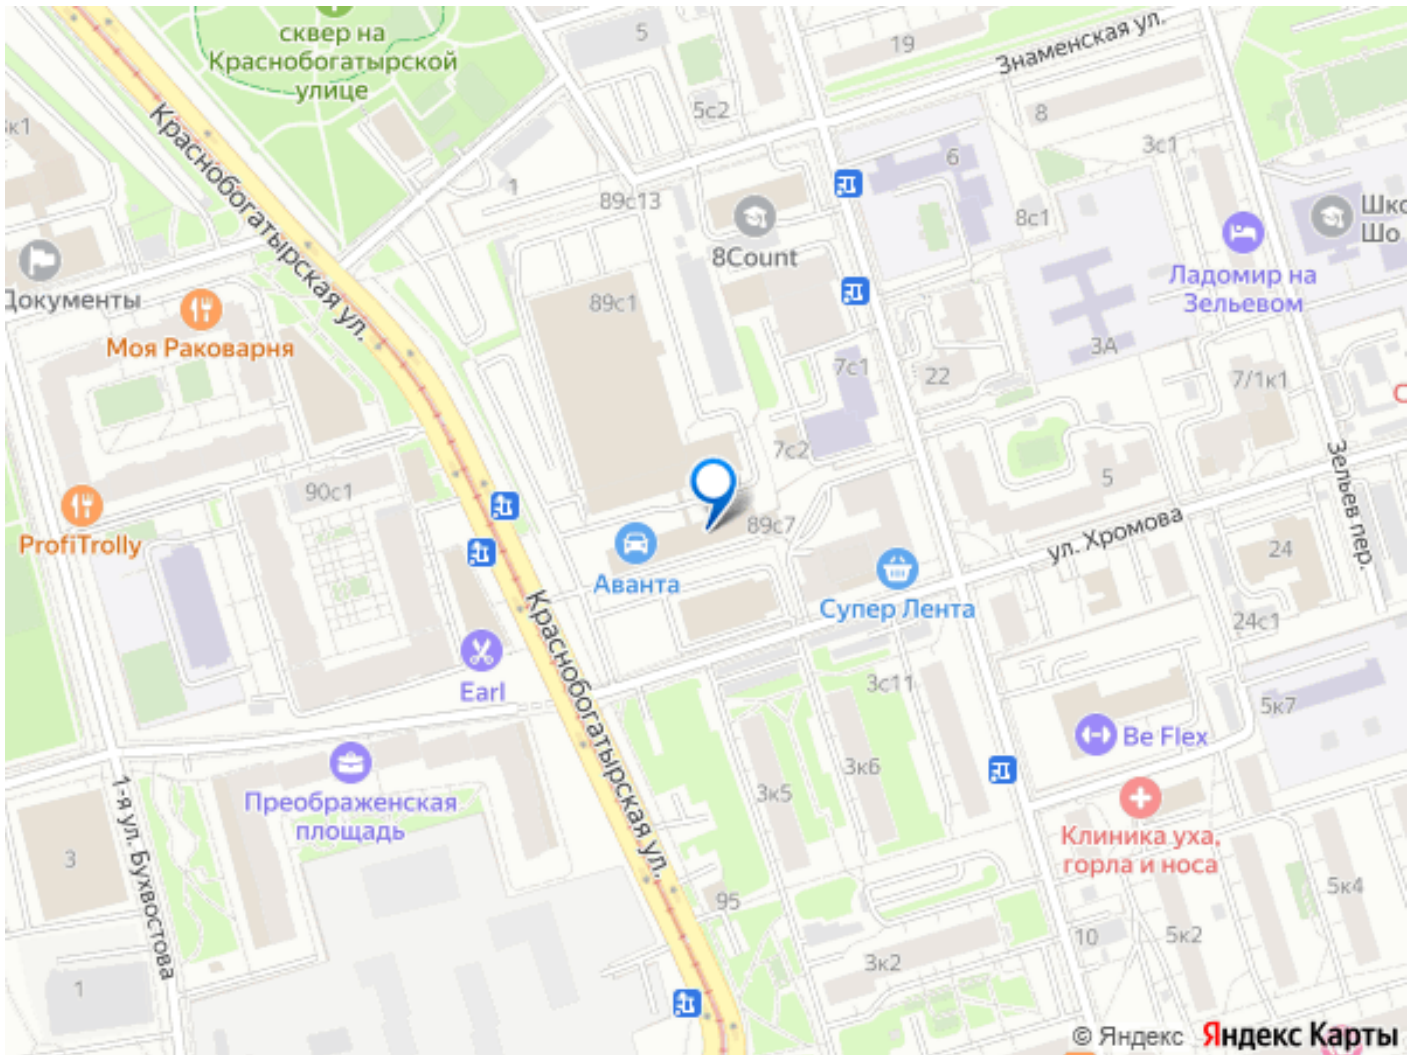 сквер на
Краснобогатырской
улице
5
19
Знаменская ул.
5с2
8
3с1
6
к1
Краснобогатырская ул.
1
89с13
8Count
8с1
Шко
Шо
Ладомир на
Зельевом
Документы
Моя Раковарня
89с1
3А
7с1
22
7/1к1
7с2
5
Зельев пер.
90с1
ProfiTrolly
89с7
ул. Хромова
24
Аванта
Супер Лента
24с1
Краснобогатырская ул.
Earl
3с11
5к7
Be Flex
3к6
3к5
Преображенская
площадь
Клиника уха,
горла и носа
1-я ул. Бухвостова
3
95
5к4
10
5к2
3к2
1
© Яндекс Яндекс Карты